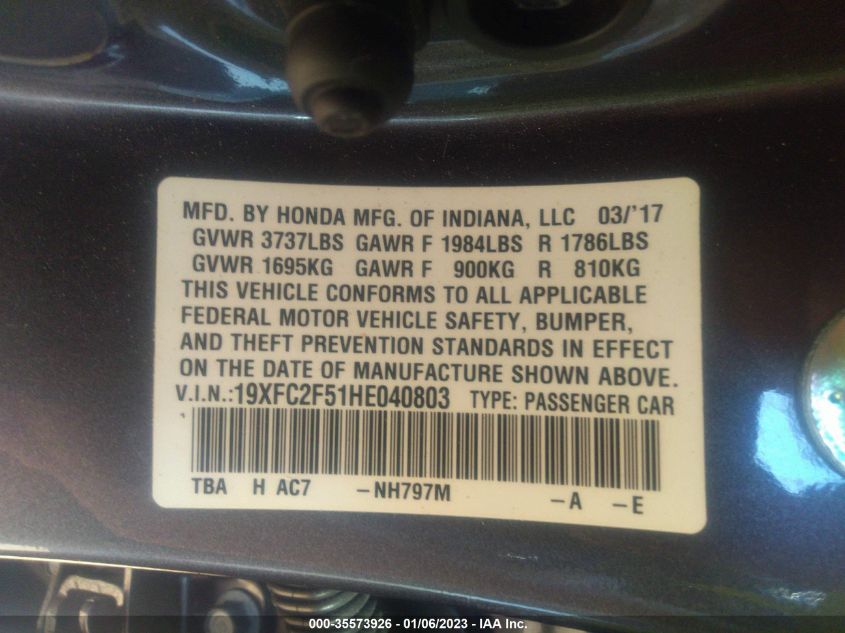 MFD. BY HONDA MFG. OF INDIANA, LLC 03/'17
GVWR 3737LBS GAWR F 1984LBS R 1786LBS
GVWR 1695KG GAWR F 900KG R 810KG
THIS VEHICLE CONFORMS TO ALL APPLICABLE
FEDERAL MOTOR VEHICLE SAFETY, BUMPER,
AND THEFT PREVENTION STANDARDS IN EFFECT
ON THE DATE OF MANUFACTURE SHOWN ABOVE.
V.I.N.:19XFC2F51HE040803 TYPE: PASSENGER CAR
TBA H AC7 -NH797M -A -E
000-35573926 - 01/06/2023 - IAA Inc.